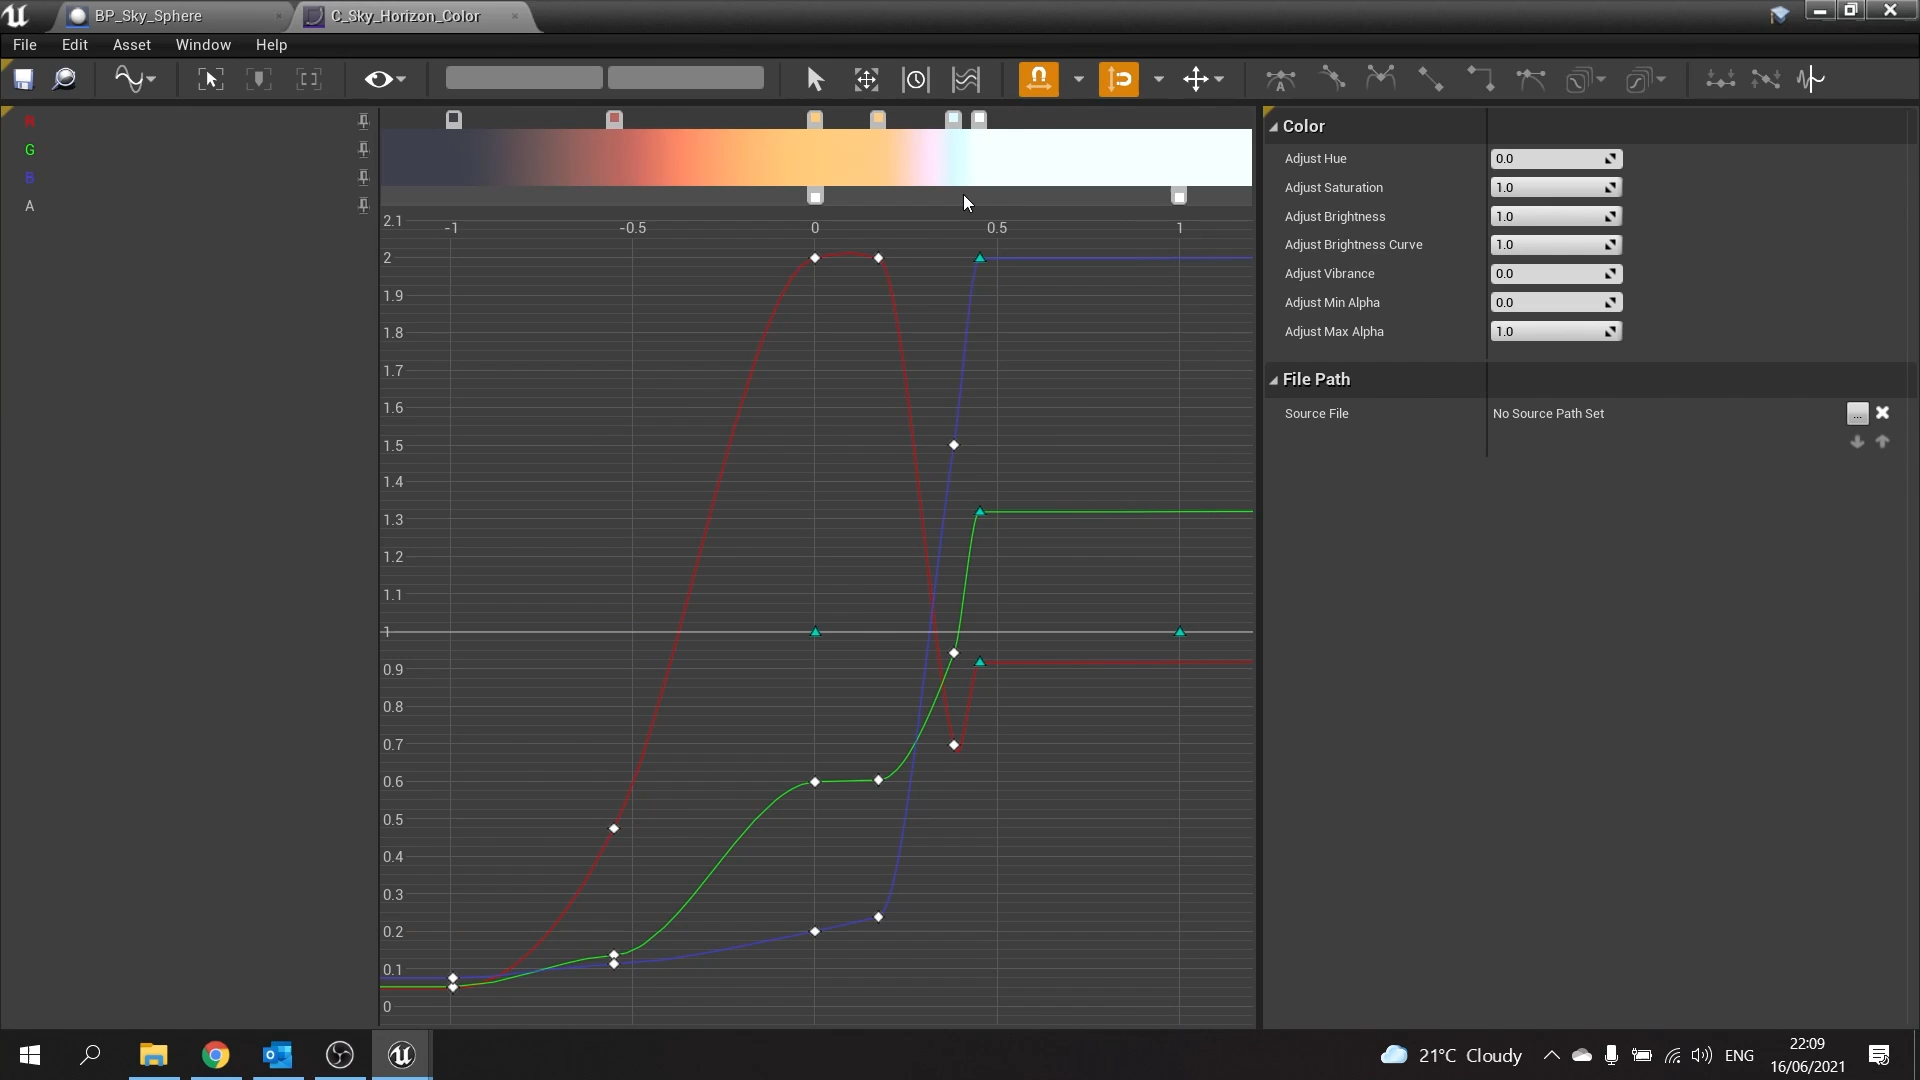 BP_Sky_Sphere
C_Sky_Horizon_Color
File Edit Asset Window Help
R
G
B
A
2.1
-1 -0.5 0 0.5 1
2
1.9
1.8
1.7
1.6
1.5
1.4
1.3
1.2
1.1
1
0.9
0.8
0.7
0.6
0.5
0.4
0.3
0.2
0.1
0
Color
Adjust Hue 0.0
Adjust Saturation 1.0
Adjust Brightness 1.0
Adjust Brightness Curve 1.0
Adjust Vibrance 0.0
Adjust Min Alpha 0.0
Adjust Max Alpha 1.0
File Path
Source File No Source Path Set ...
21°C Cloudy
ENG
22:09
16/06/2021